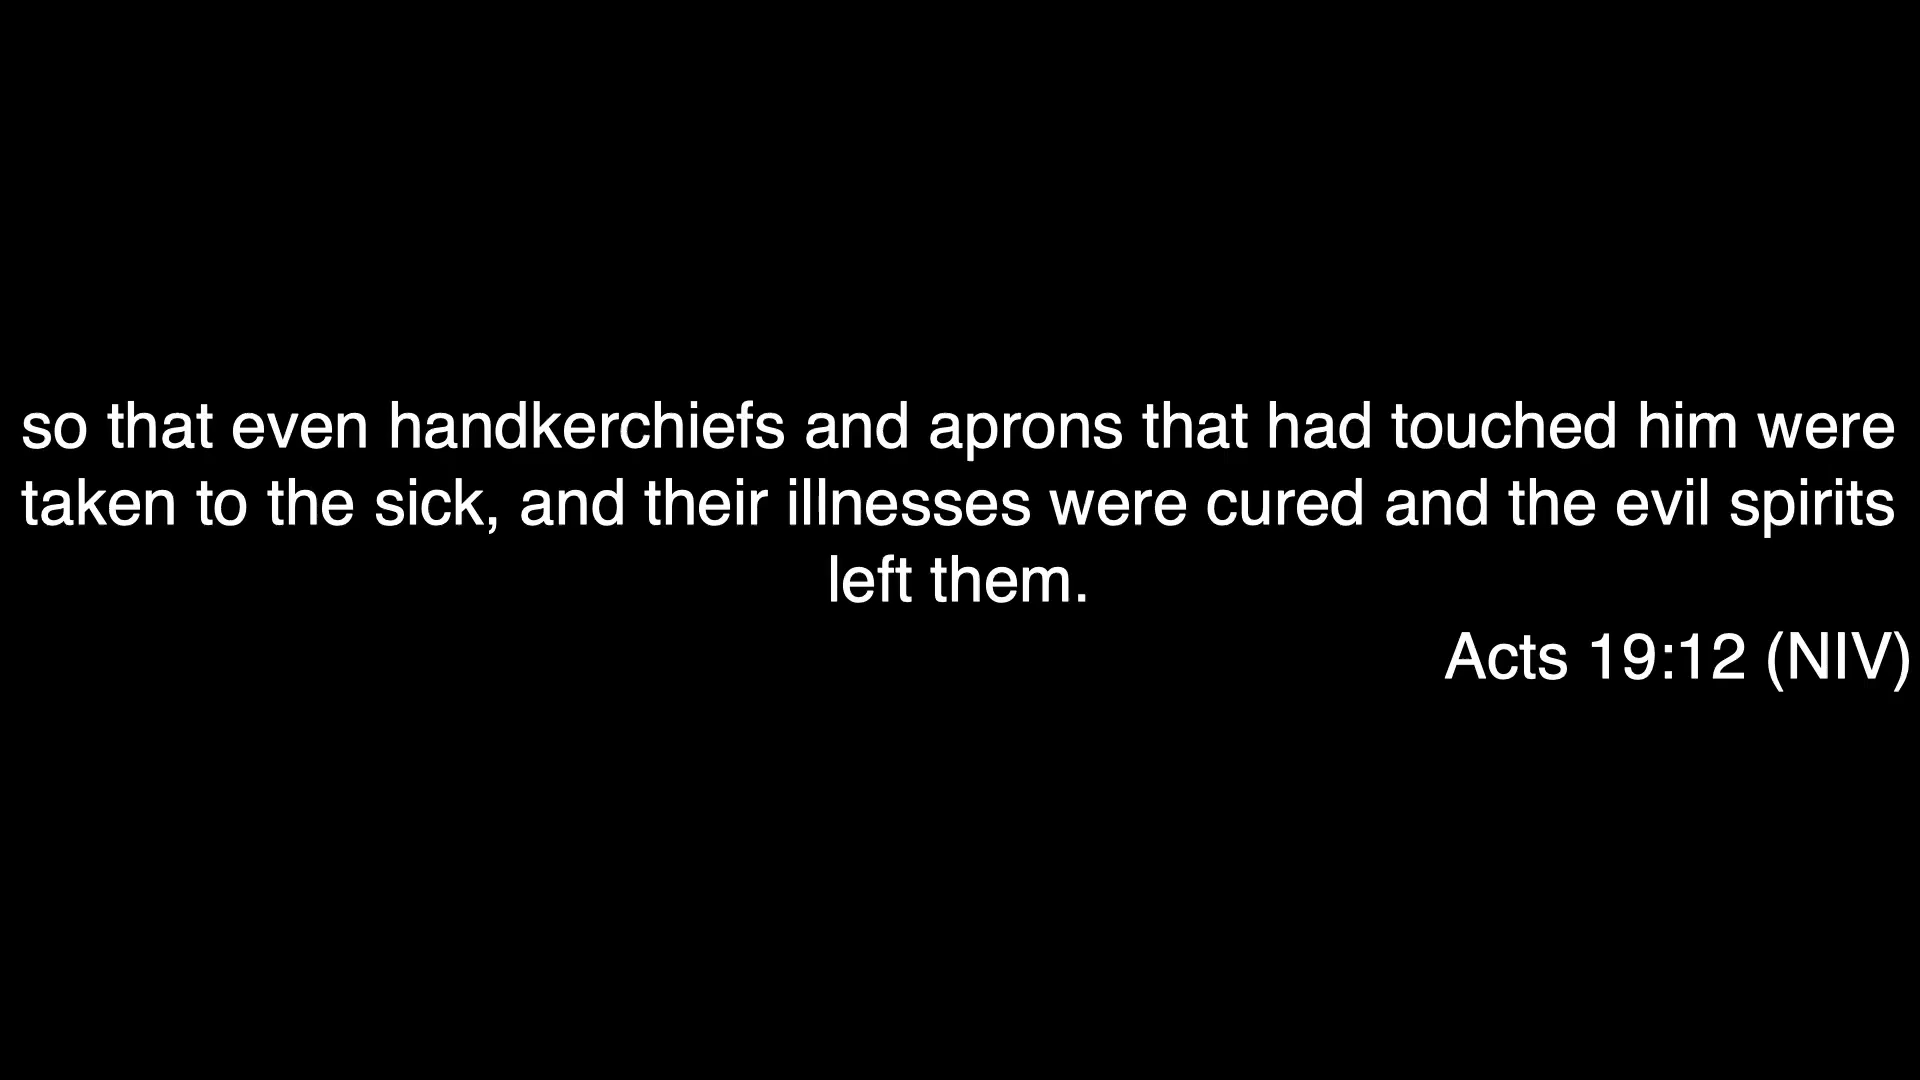 so that even handkerchiefs and aprons that had touched him were
taken to the sick, and their illnesses were cured and the evil spirits
left them.
Acts 19:12 (NIV)